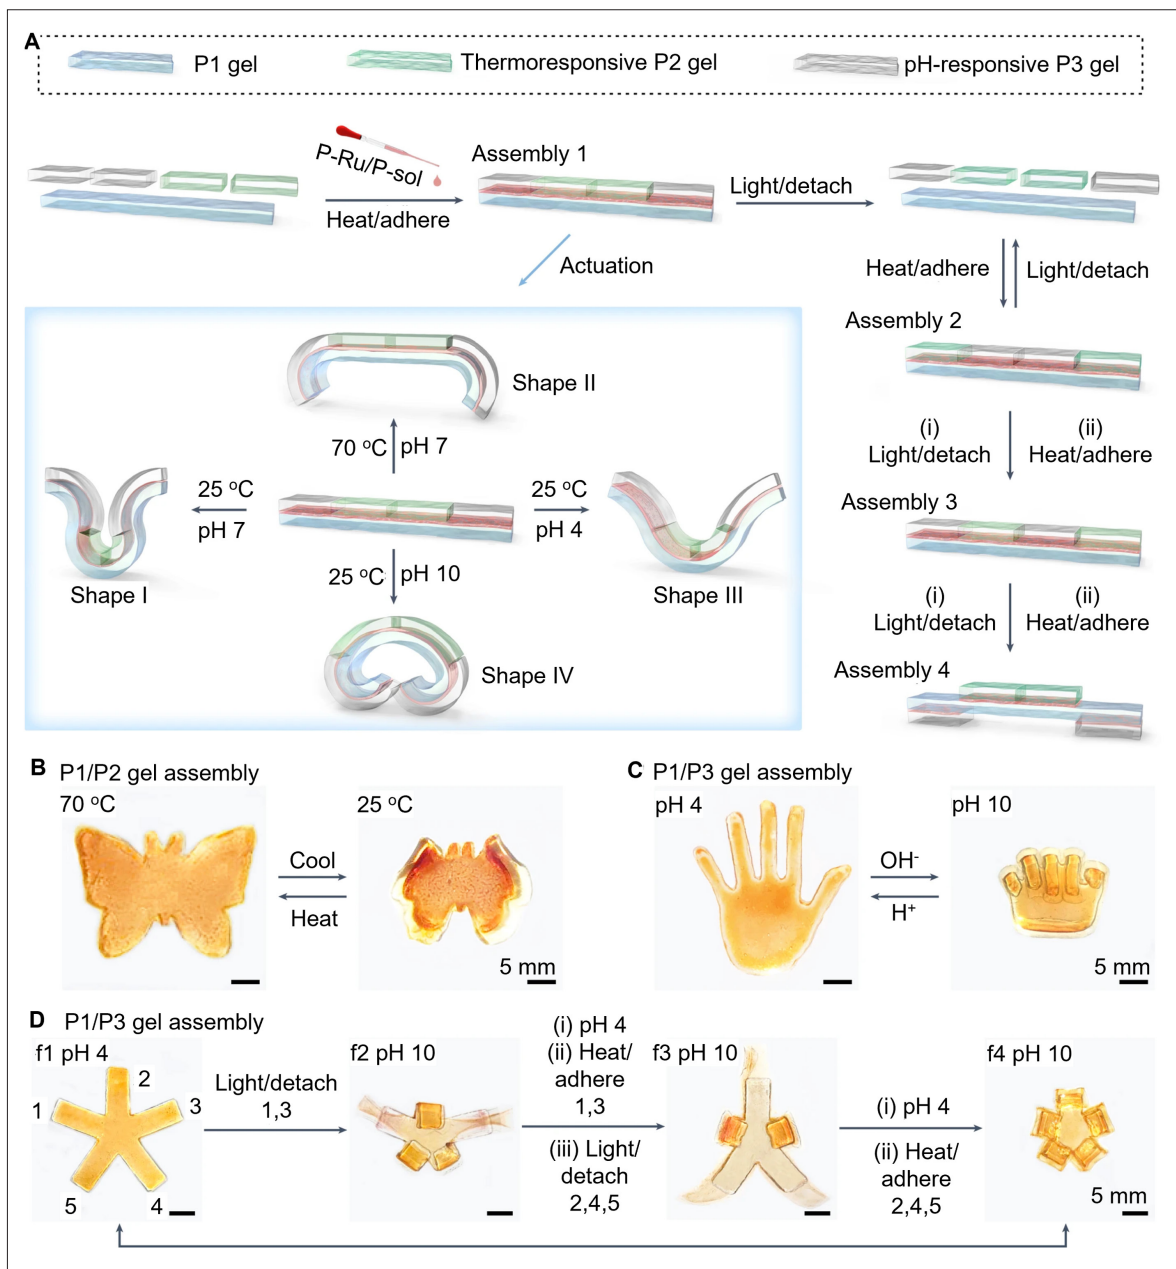 A
P1 gel
Thermoresponsive P2 gel
pH-responsive P3 gel
P-Ru/P-sol
Heat/adhere
Assembly 1
Light/detach
Actuation
Heat/adhere
Light/detach
Assembly 2
(i)
Light/detach
(ii)
Heat/adhere
Assembly 3
(i)
Light/detach
(ii)
Heat/adhere
Assembly 4
Shape II
70 °C
pH 7
25 °C
pH 7
Shape I
25 °C
pH 4
Shape III
25 °C
pH 10
Shape IV
B
P1/P2 gel assembly
70 °C
Cool
Heat
25 °C
5 mm
C
P1/P3 gel assembly
pH 4
OH-
H+
pH 10
5 mm
D
P1/P3 gel assembly
f1 pH 4
1
2
3
4
5
Light/detach
1,3
f2 pH 10
(i) pH 4
(ii) Heat/
adhere
1,3
(iii) Light/
detach
2,4,5
f3 pH 10
(i) pH 4
(ii) Heat/
adhere
2,4,5
f4 pH 10
5 mm